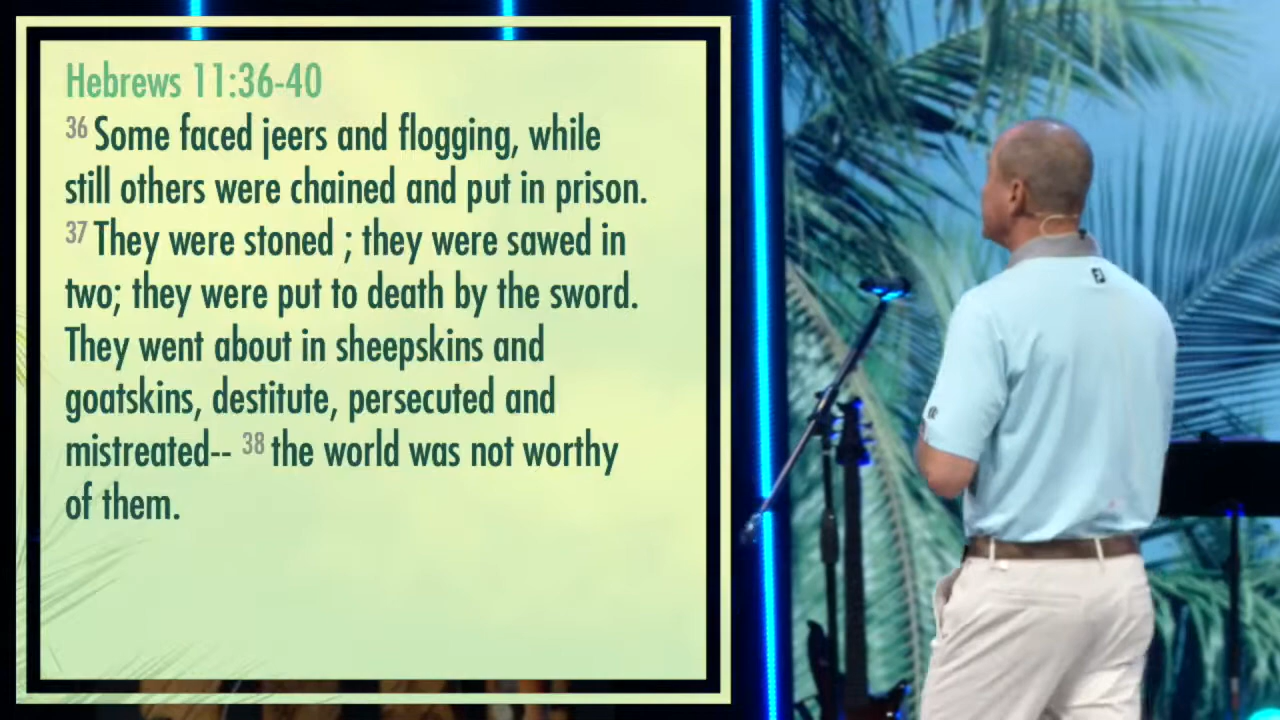 Hebrews 11:36-40
36 Some faced jeers and flogging, while
still others were chained and put in prison.
37 They were stoned ; they were sawed in
two; they were put to death by the sword.
They went about in sheepskins and
goatskins, destitute, persecuted and
mistreated-- 38 the world was not worthy
of them.